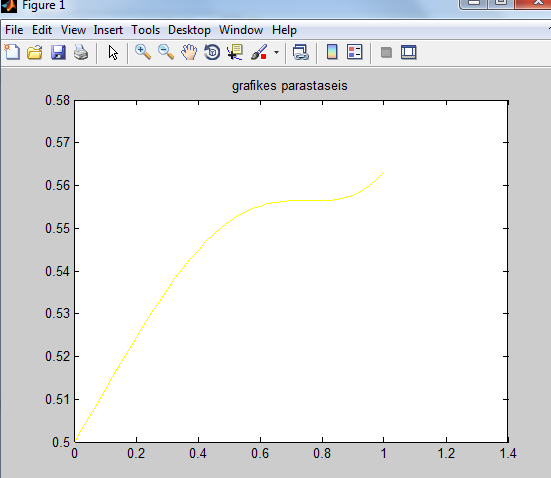 Figure 1
File Edit View Insert Tools Desktop Window Help
grafikes parastaseis
0.58
0.57
0.56
0.55
0.54
0.53
0.52
0.51
0.5
0 0.2 0.4 0.6 0.8 1 1.2 1.4